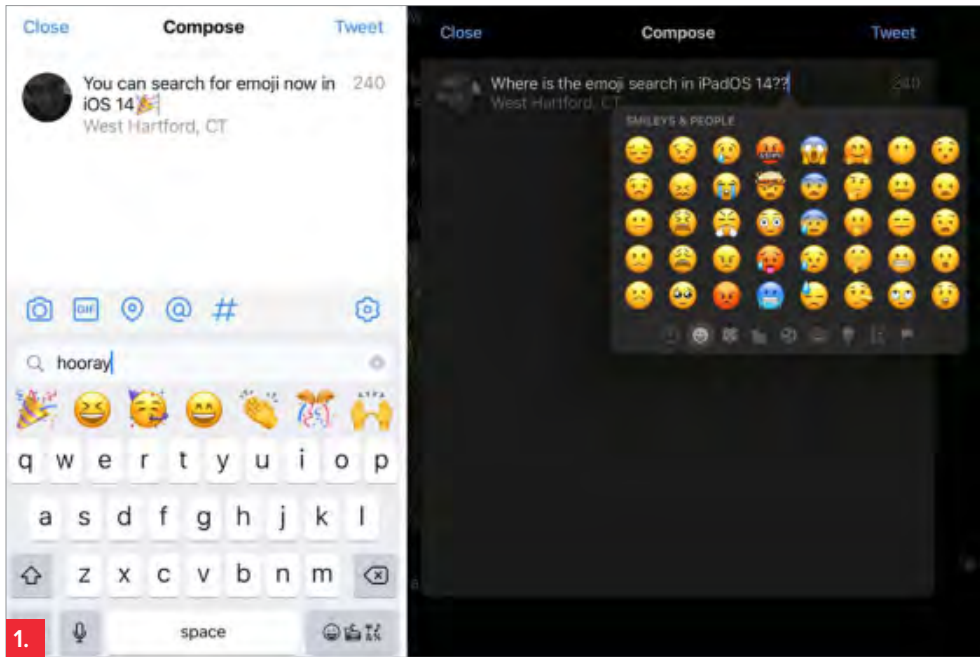 Close Compose Tweet
You can search for emoji now in 240
iOS 14🎉
West Hartford, CT
GIF @ #
hooray
q w e r t y u i o p
a s d f g h j k l
z x c v b n m
space
1.
Close Compose Tweet
Where is the emoji search in iPadOS 14?? 240
West Hartford, CT
SMILEYS & PEOPLE